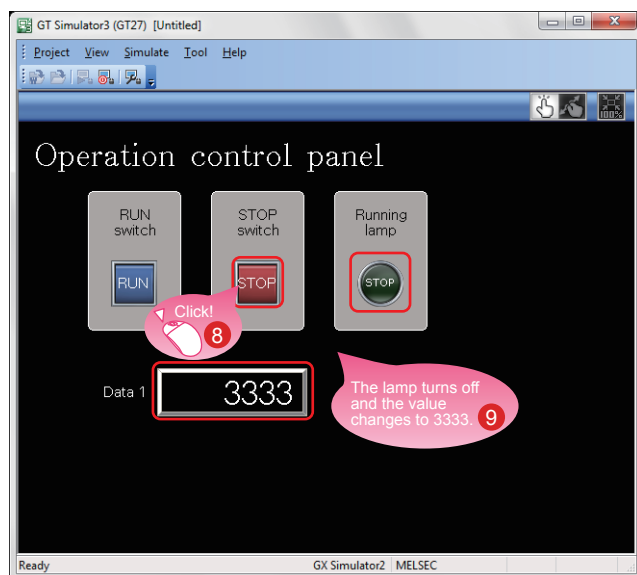 GT Simulator3 (GT27) [Untitled]
Project View Simulate Tool Help
100%
Operation control panel
RUN
switch
STOP
switch
Running
lamp
RUN
STOP
STOP
Click!
8
Data 1
3333
The lamp turns off
and the value
changes to 3333.
9
Ready
GX Simulator2
MELSEC